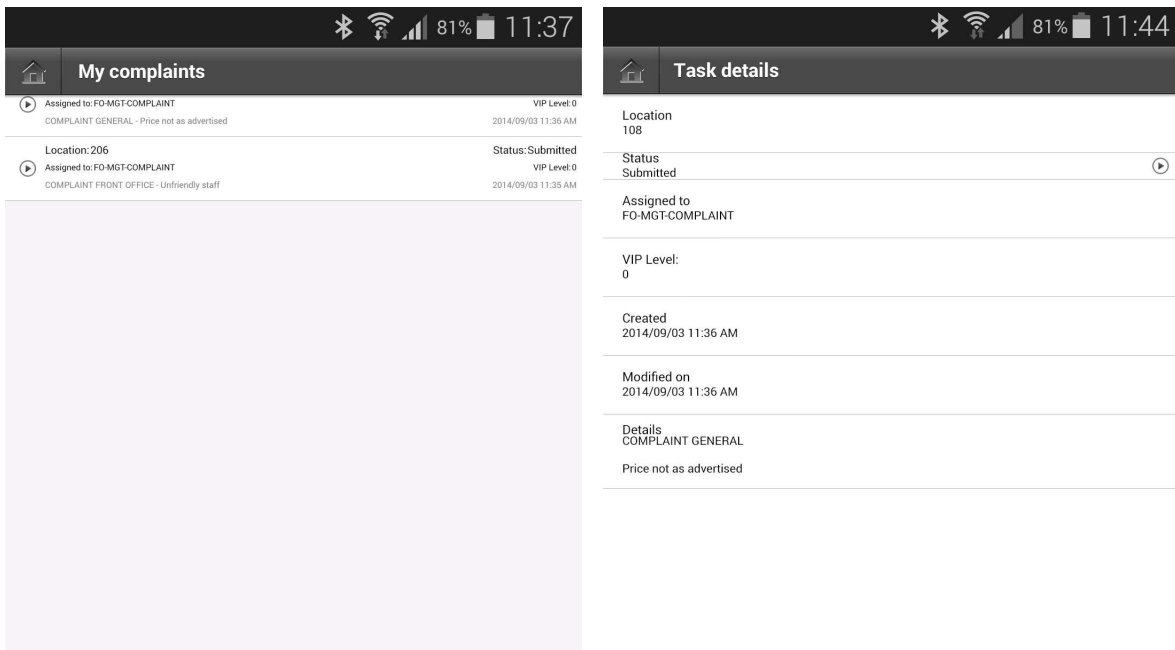 81% 11:37
My complaints
Assigned to: FO-MGT-COMPLAINT VIP Level: 0
COMPLAINT GENERAL - Price not as advertised 2014/09/03 11:36 AM
Location: 206 Status: Submitted
Assigned to: FO-MGT-COMPLAINT VIP Level: 0
COMPLAINT FRONT OFFICE - Unfriendly staff 2014/09/03 11:35 AM
81% 11:44
Task details
Location
108
Status
Submitted
Assigned to
FO-MGT-COMPLAINT
VIP Level:
0
Created
2014/09/03 11:36 AM
Modified on
2014/09/03 11:36 AM
Details
COMPLAINT GENERAL
Price not as advertised